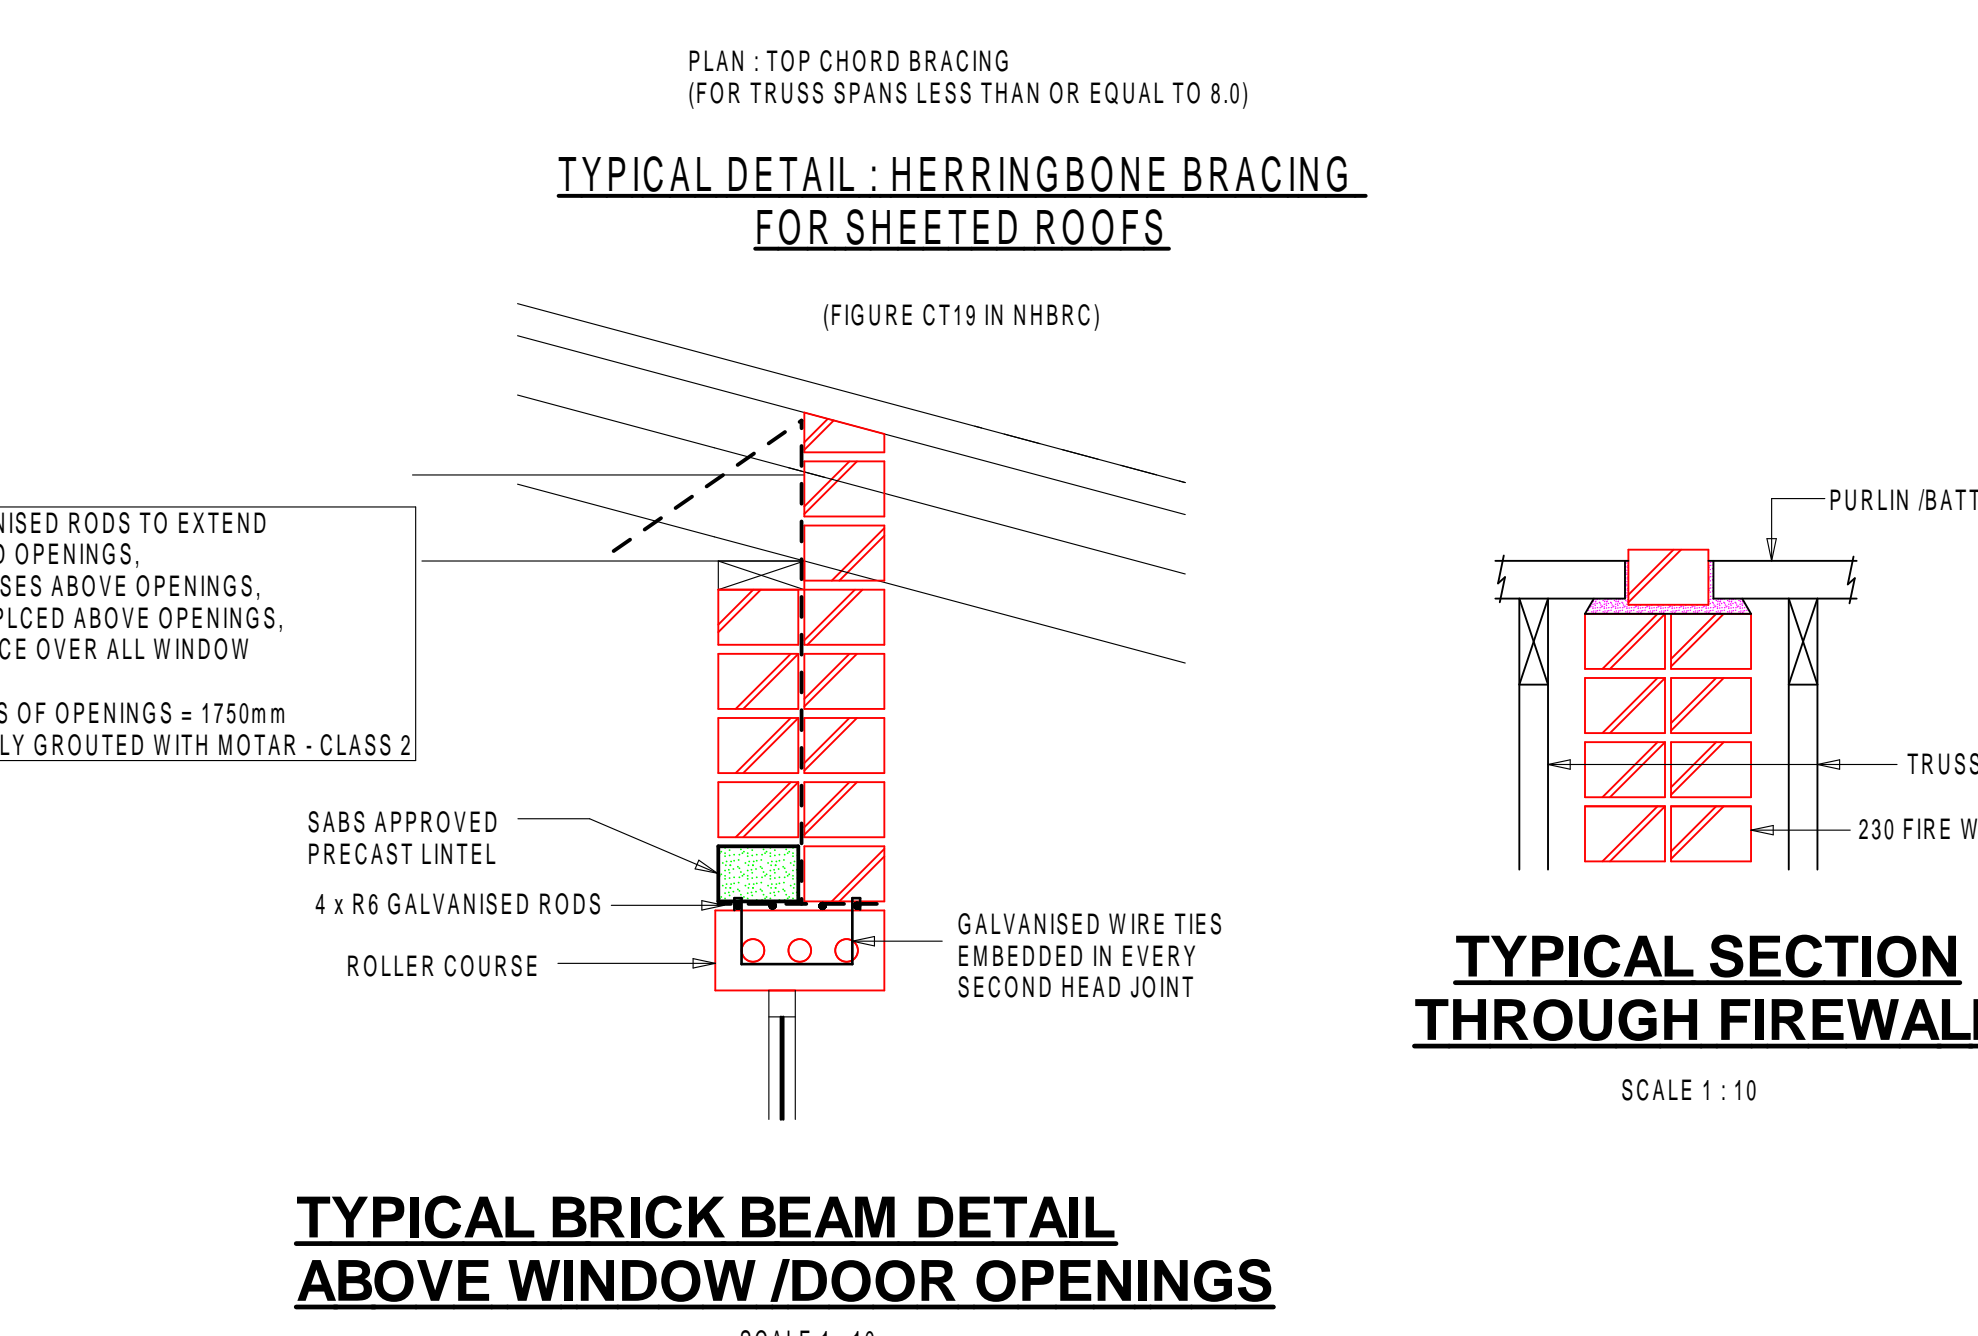 PLAN : TOP CHORD BRACING
(FOR TRUSS SPANS LESS THAN OR EQUAL TO 8.0)
TYPICAL DETAIL : HERRINGBONE BRACING
FOR SHEETED ROOFS
(FIGURE CT19 IN NHBRC)
RODS TO EXTEND
OPENINGS,
ABOVE OPENINGS,
PLCED ABOVE OPENINGS,
OVER ALL WINDOW
OF OPENINGS = 1750mm
GROUTED WITH MOTAR - CLASS 2
SABS APPROVED
PRECAST LINTEL
4 x R6 GALVANISED RODS
ROLLER COURSE
GALVANISED WIRE TIES
EMBEDDED IN EVERY
SECOND HEAD JOINT
TYPICAL BRICK BEAM DETAIL
ABOVE WINDOW /DOOR OPENINGS
SCALE 1 : 10
PURLIN /BATT
TRUSS
230 FIRE W
TYPICAL SECTION
THROUGH FIREWALL
SCALE 1 : 10